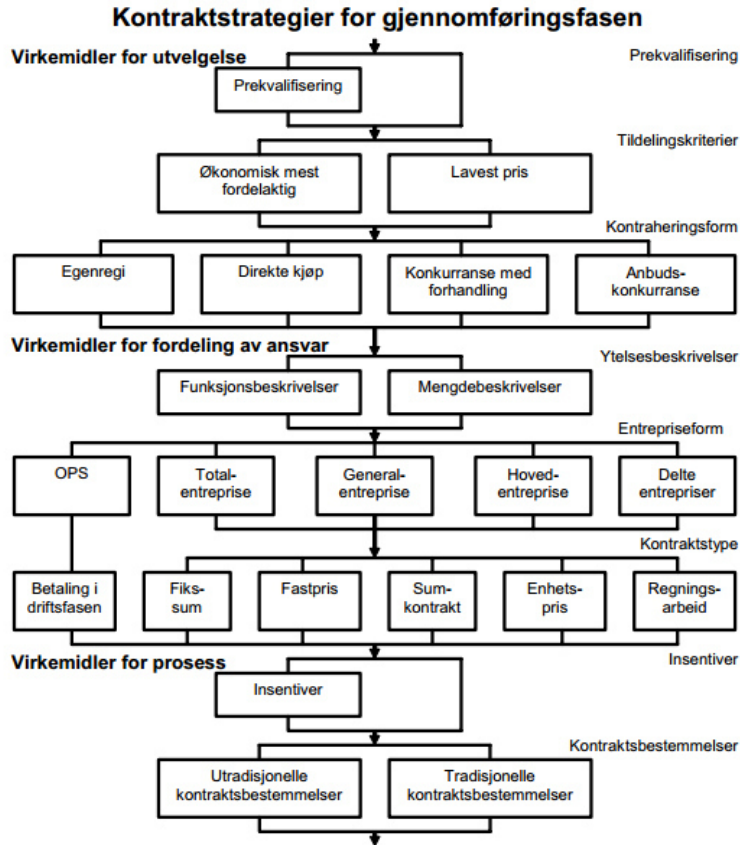 Kontraktstrategier for gjennomføringsfasen
Virkemidler for utvelgelse
Prekvalifisering
Prekvalifisering
Tildelingskriterier
Økonomisk mest
fordelaktig
Lavest pris
Kontraheringsform
Egenregi
Direkte kjøp
Konkurranse med
forhandling
Anbuds-
konkurranse
Virkemidler for fordeling av ansvar
Ytelsesbeskrivelser
Funksjonsbeskrivelser
Mengdebeskrivelser
Entrepriseform
OPS
Total-
entreprise
General-
entreprise
Hoved-
entreprise
Delte
entrepriser
Kontraktstype
Betaling i
driftsfasen
Fiks-
sum
Fastpris
Sum-
kontrakt
Enhets-
pris
Regnings-
arbeid
Virkemidler for prosess
Insentiver
Insentiver
Kontraktsbestemmelser
Utradisjonelle
kontraktsbestemmelser
Tradisjonelle
kontraktsbestemmelser